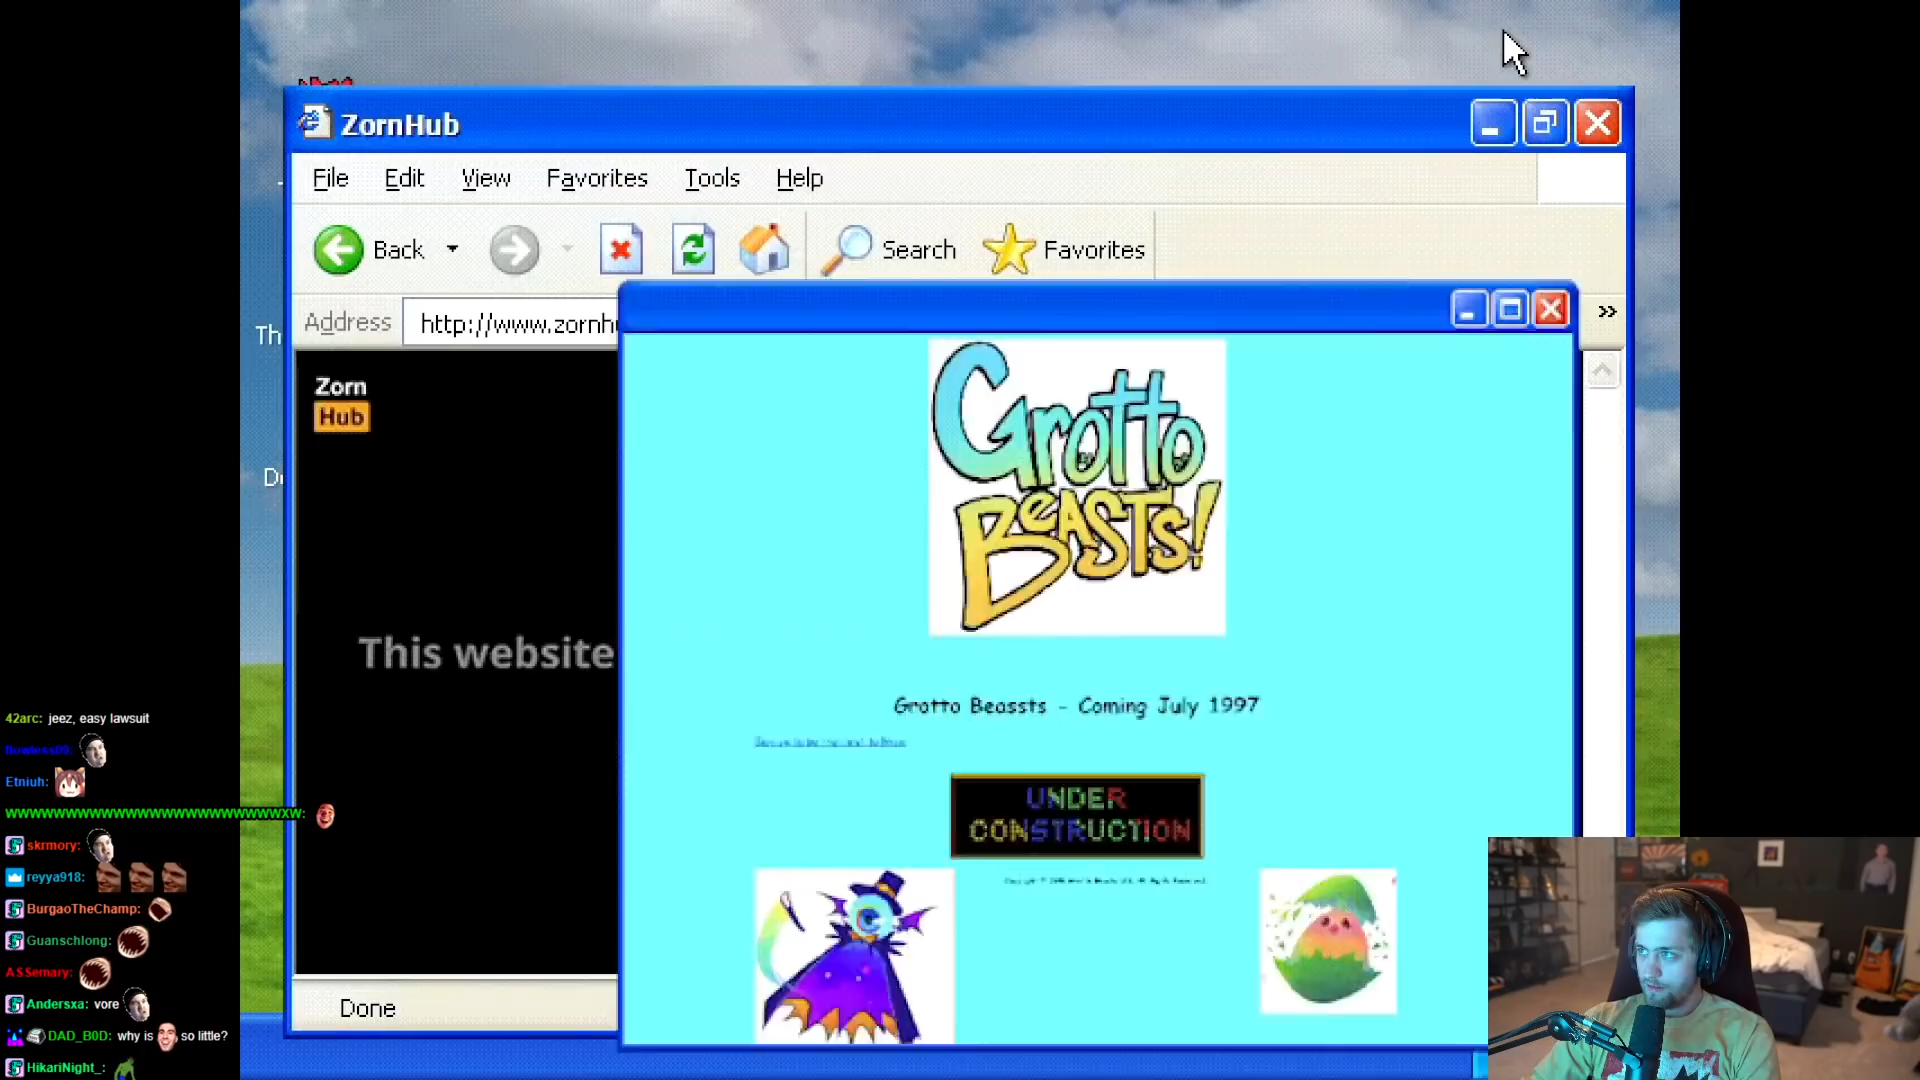 ZornHub
File Edit View Favorites Tools Help
Back Search Favorites
Address http://www.zornh
»
Th
De
Zorn
Hub
This website
Grotto
BEASTS!
Grotto Beassts - Coming July 1997
UNDER
CONSTRUCTION
Done
42arc: jeez, easy lawsuit
Etniuh:
skrmory:
reyya918:
BurgaoTheChamp:
Guanschlong:
ASSemary:
Andersxa: vore
DAD_B0D: why is so little?
HikariNight_: